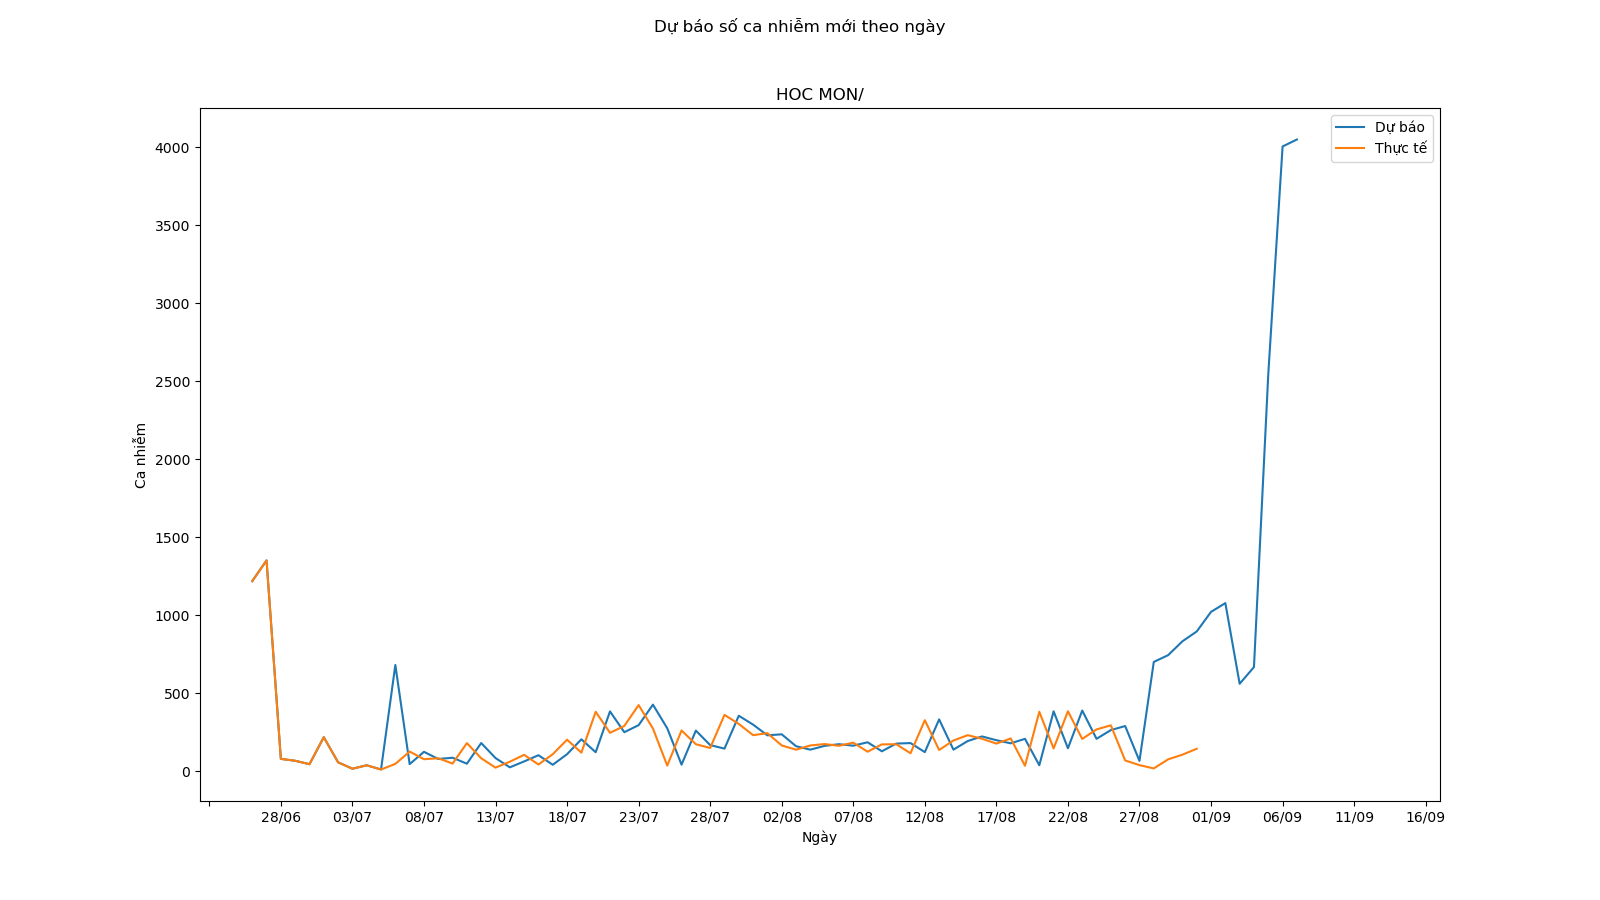 Dự báo số ca nhiễm mới theo ngày
HOC MON/
Dự báo
Thực tế
4000
3500
3000
2500
2000
1500
1000
500
0
Ca nhiễm
28/06 03/07 08/07 13/07 18/07 23/07 28/07 02/08 07/08 12/08 17/08 22/08 27/08 01/09 06/09 11/09 16/09
Ngày